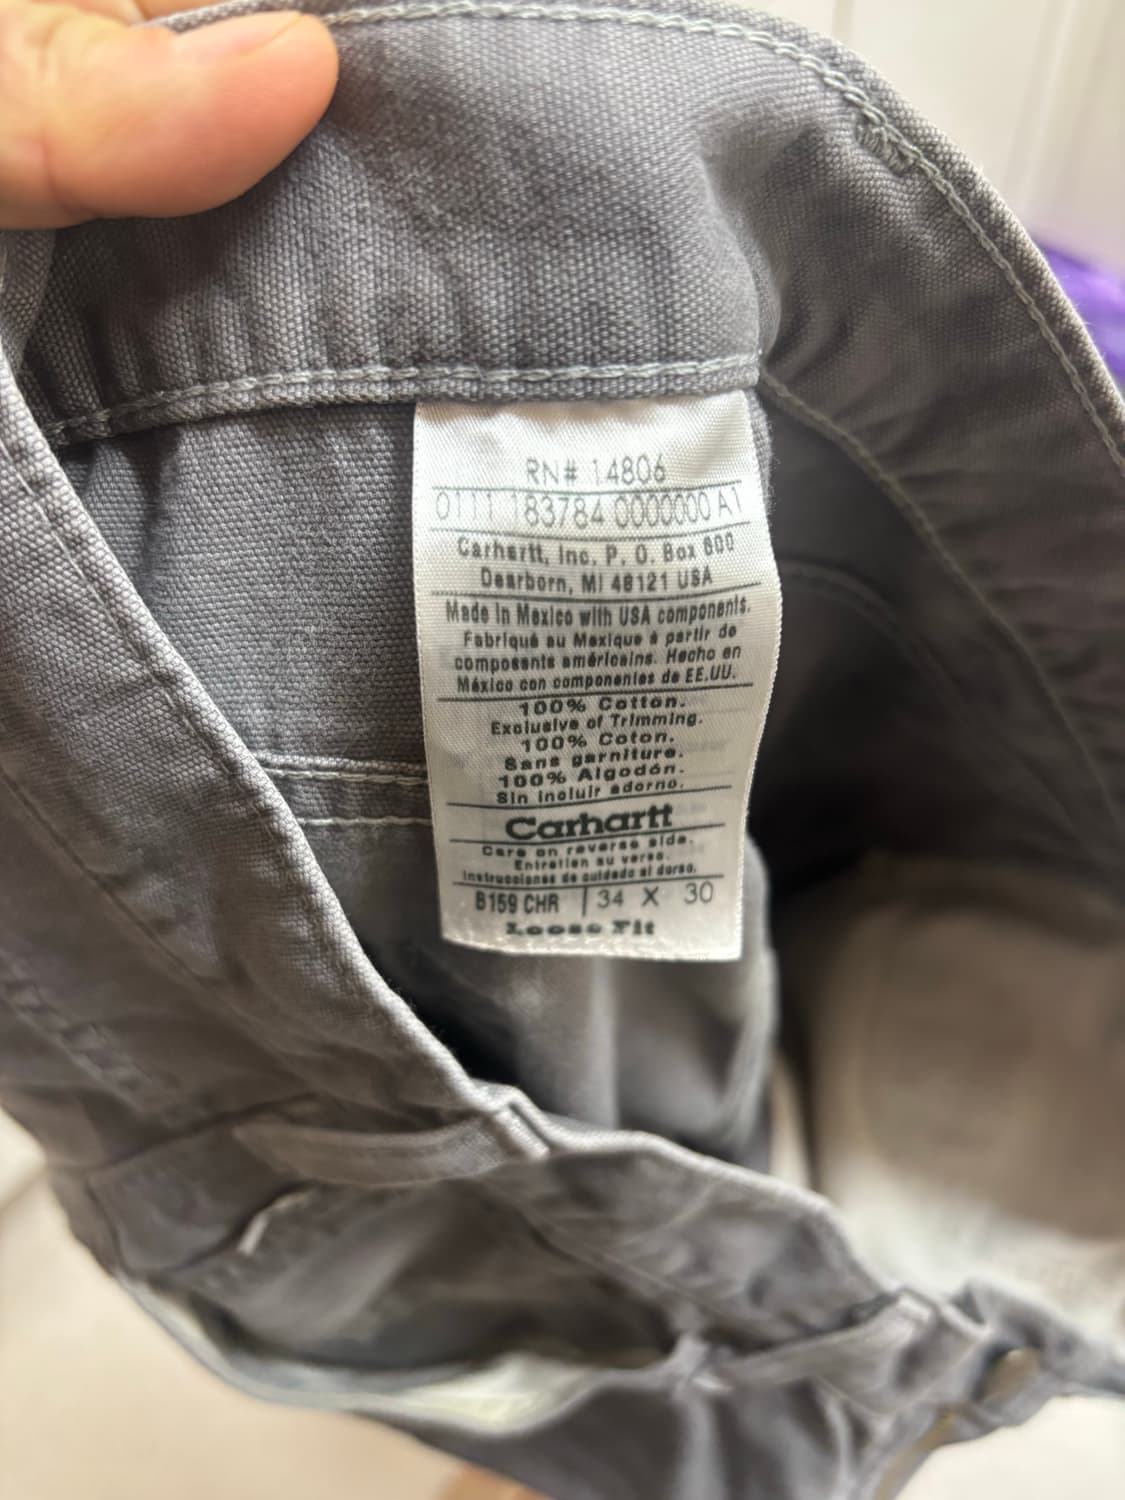 RN# 14806
0111 183784 0000000 A1
Carhartt, Inc. P. O. Box 600
Dearborn, MI 48121 USA
Made in Mexico with USA components.
Fabriqué au Mexique à partir de
composants américains. Hecho en
México con componentes de EE.UU.
100% Cotton.
Exclusive of Trimming.
100% Coton.
Sans garniture.
100% Algodón.
Sin incluir adorno.
Carhartt
Care on reverse side.
Entretien au verso.
Instrucciones de cuidado al dorso.
B159 CHR | 34 X 30
Loose Fit